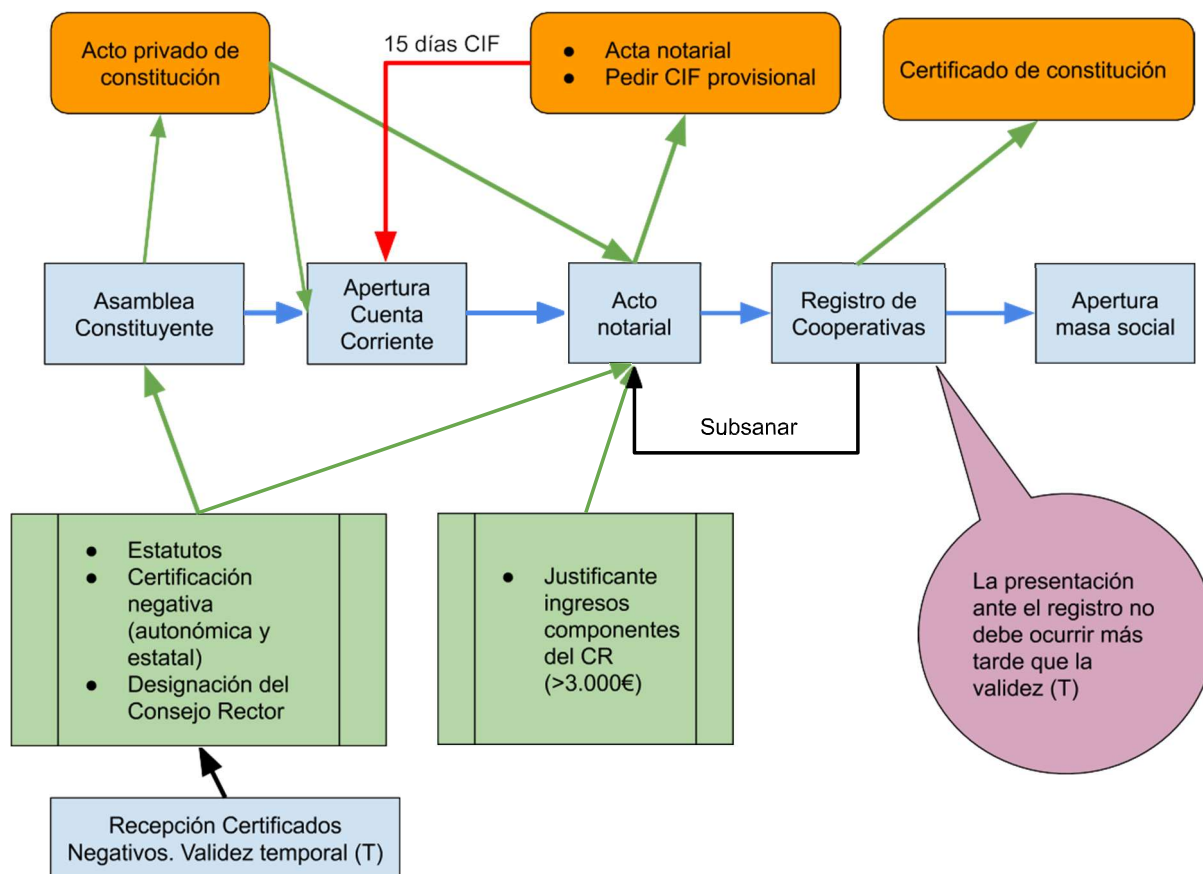 Acto privado de
constitución
15 días CIF
● Acta notarial
● Pedir CIF provisional
Certificado de constitución
Asamblea
Constituyente
Apertura
Cuenta
Corriente
Acto
notarial
Registro de
Cooperativas
Apertura
masa social
Subsanar
● Estatutos
● Certificación
negativa
(autonómica y
estatal)
● Designación del
Consejo Rector
● Justificante
ingresos
componentes
del CR
(>3.000€)
La presentación
ante el registro no
debe ocurrir más
tarde que la
validez (T)
Recepción Certificados
Negativos. Validez temporal (T)